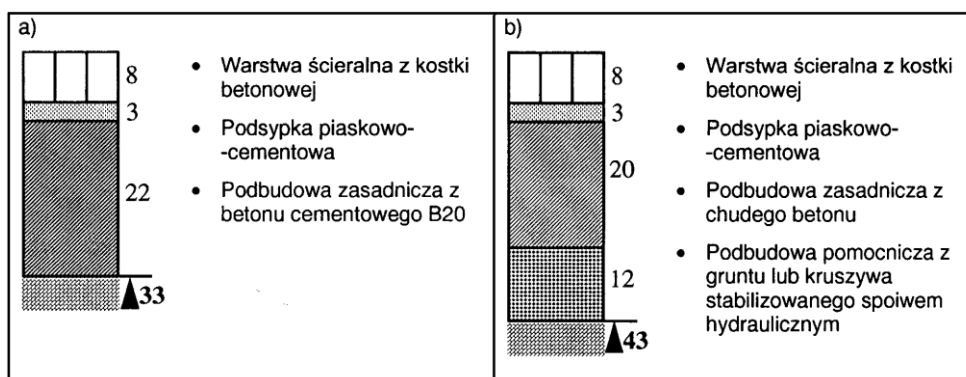 a)
8
3
22
33
• Warstwa ścieralna z kostki
betonowej
• Podsypka piaskowo-
-cementowa
• Podbudowa zasadnicza z
betonu cementowego B20
b)
8
3
20
12
43
• Warstwa ścieralna z kostki
betonowej
• Podsypka piaskowo-
-cementowa
• Podbudowa zasadnicza z
chudego betonu
• Podbudowa pomocnicza z
gruntu lub kruszywa
stabilizowanego spoiwem
hydraulicznym